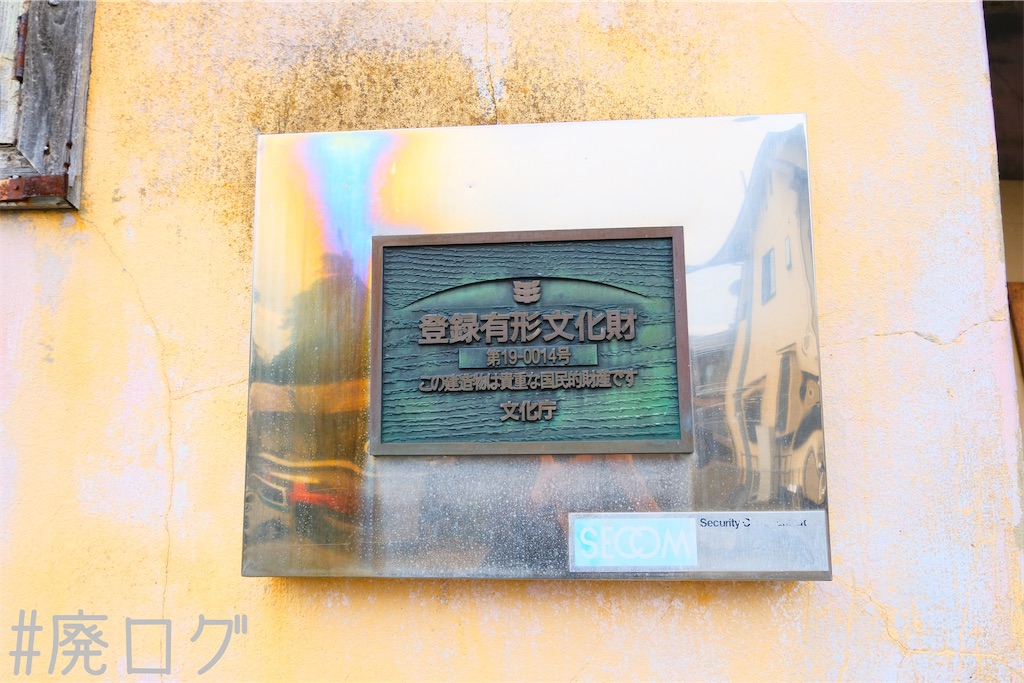 登録有形文化財
第19-0014号
この建造物は貴重な国民的財産です
文化庁
SECOM
Security
#廃ログ